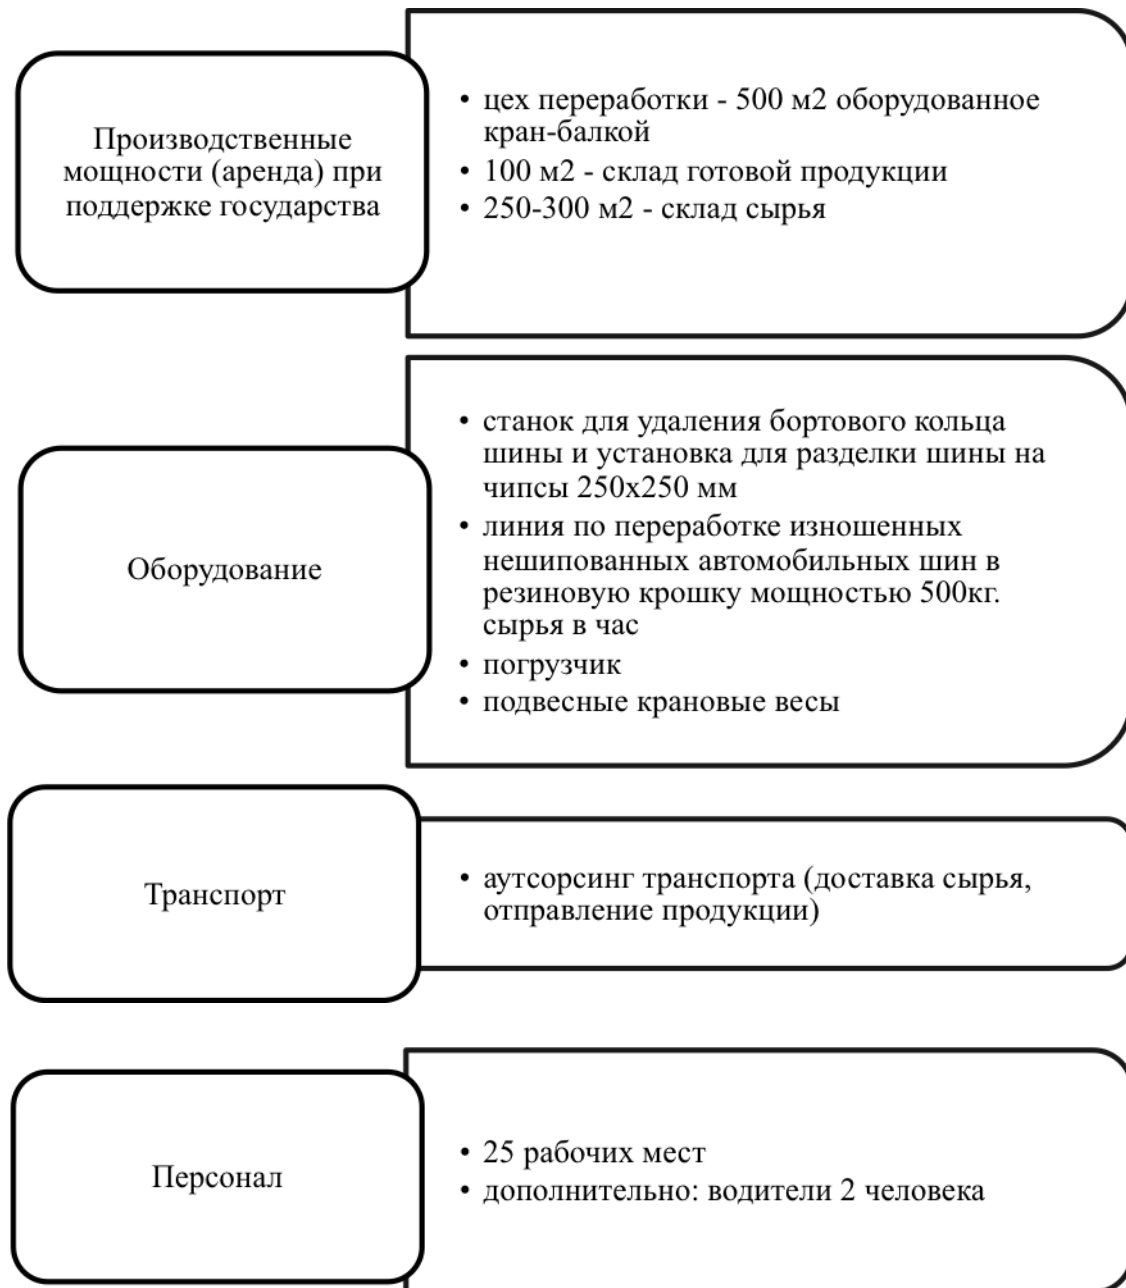 Производственные
мощности (аренда) при
поддержке государства
• цех переработки - 500 м2 оборудованное
кран-балкой
• 100 м2 - склад готовой продукции
• 250-300 м2 - склад сырья
Оборудование
• станок для удаления бортового кольца
шины и установка для разделки шины на
чипсы 250х250 мм
• линия по переработке изношенных
нешипованных автомобильных шин в
резиновую крошку мощностью 500кг.
сырья в час
• погрузчик
• подвесные крановые весы
Транспорт
• аутсорсинг транспорта (доставка сырья,
отправление продукции)
Персонал
• 25 рабочих мест
• дополнительно: водители 2 человека